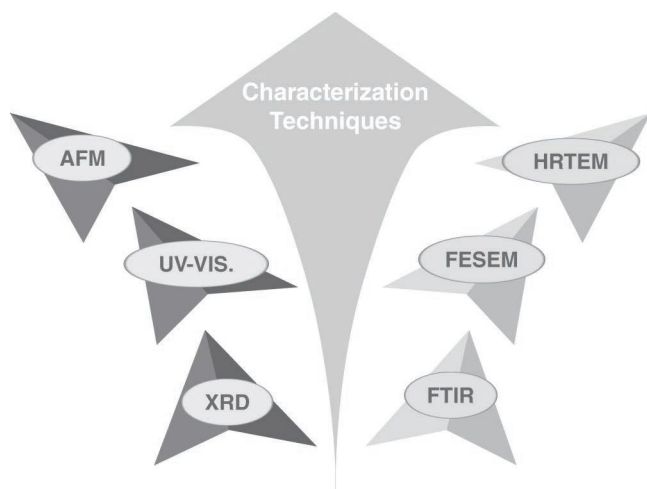 Characterization
Techniques
AFM
HRTEM
UV-VIS.
FESEM
XRD
FTIR